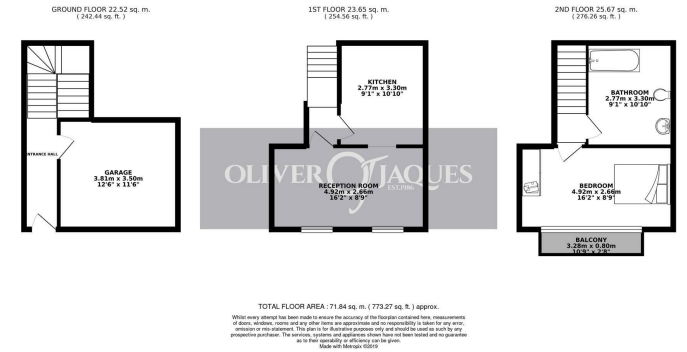 GROUND FLOOR 22.52 sq. m.
( 242.44 sq. ft. )
1ST FLOOR 23.65 sq. m.
( 254.56 sq. ft. )
2ND FLOOR 25.67 sq. m.
( 276.26 sq. ft. )
ENTRANCE HALL
GARAGE
3.81m x 3.50m
12'6" x 11'6"
KITCHEN
2.77m x 3.30m
9'1" x 10'10"
OLIVER JAQUES
EST.1986
RECEPTION ROOM
4.92m x 2.66m
16'2" x 8'9"
BATHROOM
2.77m x 3.30m
9'1" x 10'10"
BEDROOM
4.92m x 2.66m
16'2" x 8'9"
BALCONY
3.28m x 0.80m
10'9" x 2'8"
TOTAL FLOOR AREA : 71.84 sq. m. ( 773.27 sq. ft. ) approx.
Whilst every attempt has been made to ensure the accuracy of the floorplan contained here, measurements
of doors, windows, rooms and any other items are approximate and no responsibility is taken for any error,
omission or mis-statement. This plan is for illustrative purposes only and should be used as such by any
prospective purchaser. The services, systems and appliances shown have not been tested and no guarantee
as to their operability or efficiency can be given.
Made with Metropix ©2019